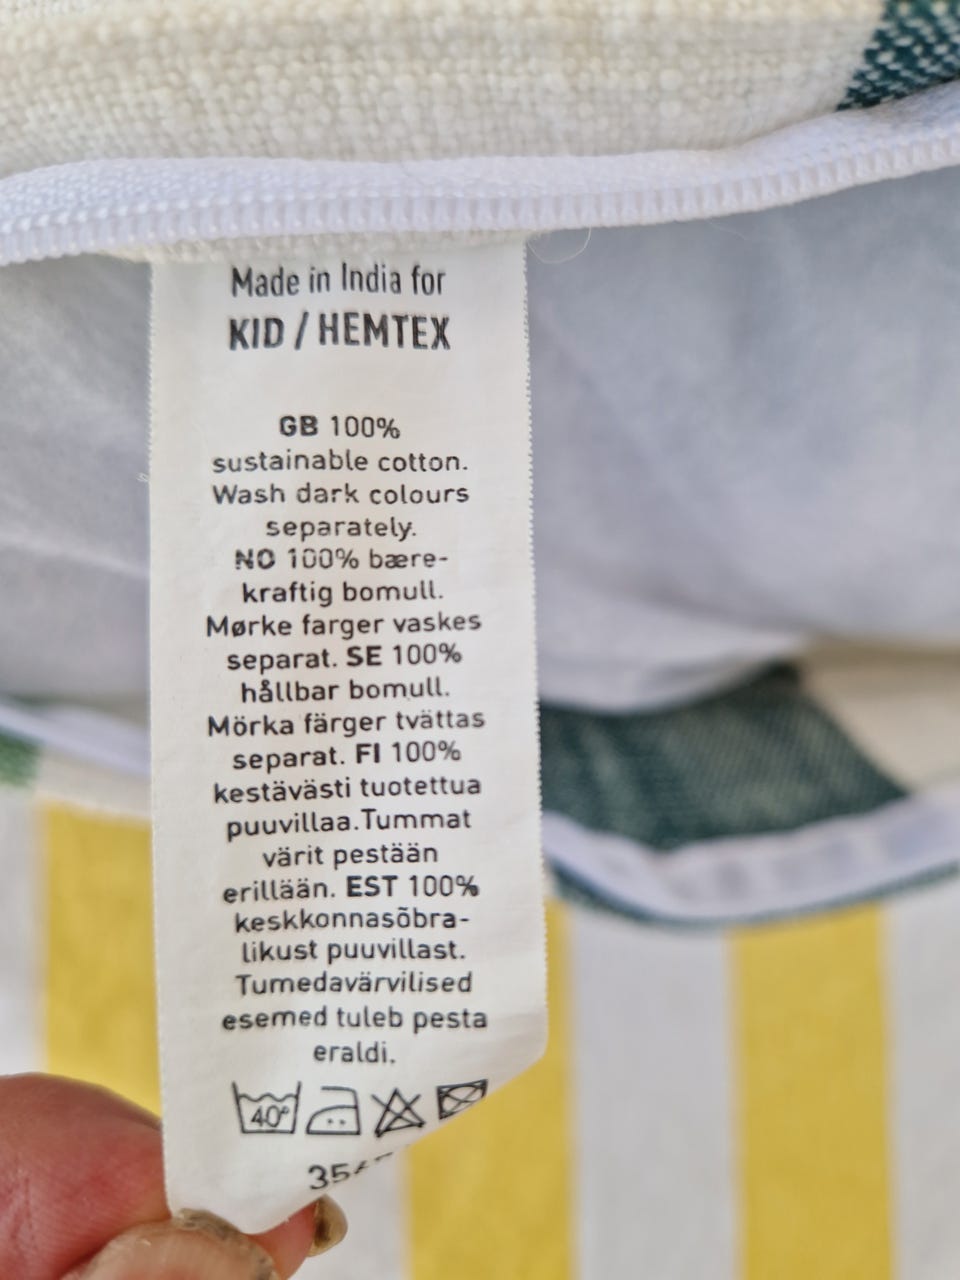 Made in India for
KID / HEMTEX
GB 100%
sustainable cotton.
Wash dark colours
separately.
NO 100% bære-
kraftig bomull.
Mørke farger vaskes
separat. SE 100%
hållbar bomull.
Mörka färger tvättas
separat. FI 100%
kestävästi tuotettua
puuvillaa.Tummat
värit pestään
erillään. EST 100%
keskkonnasõbra-
likust puuvillast.
Tumedavärvilised
esemed tuleb pesta
eraldi.
40°